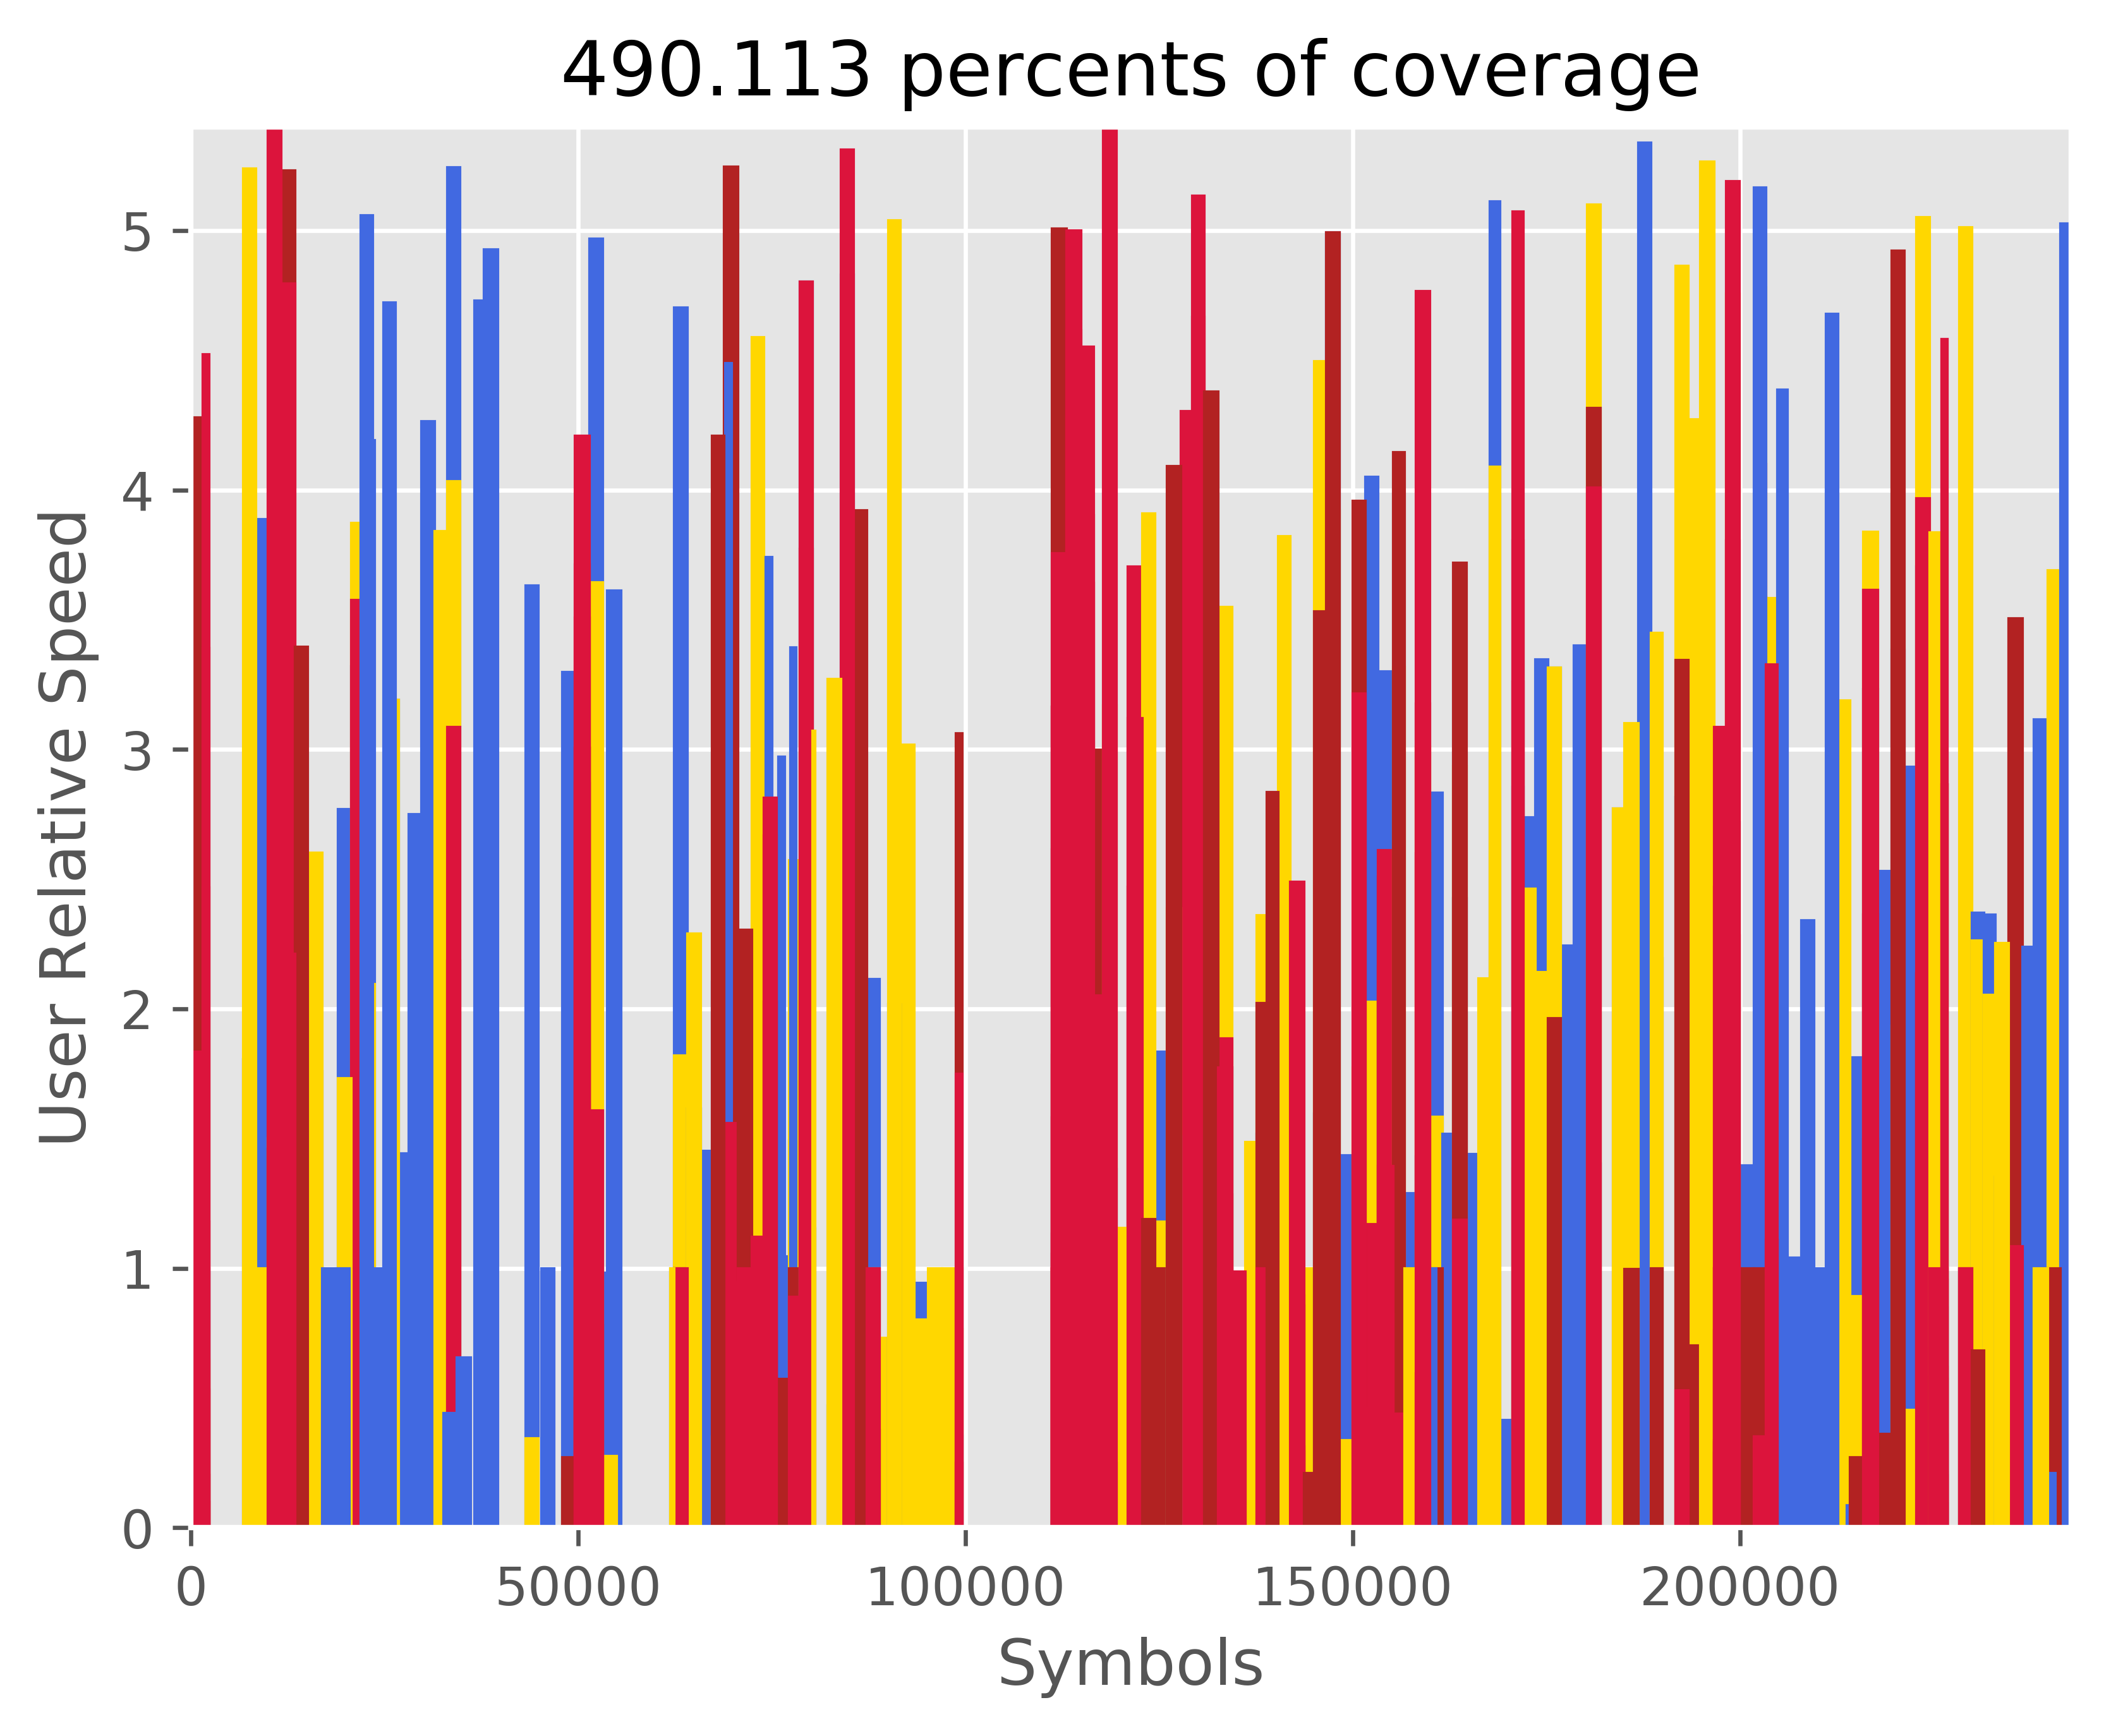 490.113 percents of coverage
User Relative Speed
5
4
3
2
1
0
0 50000 100000 150000 200000
Symbols